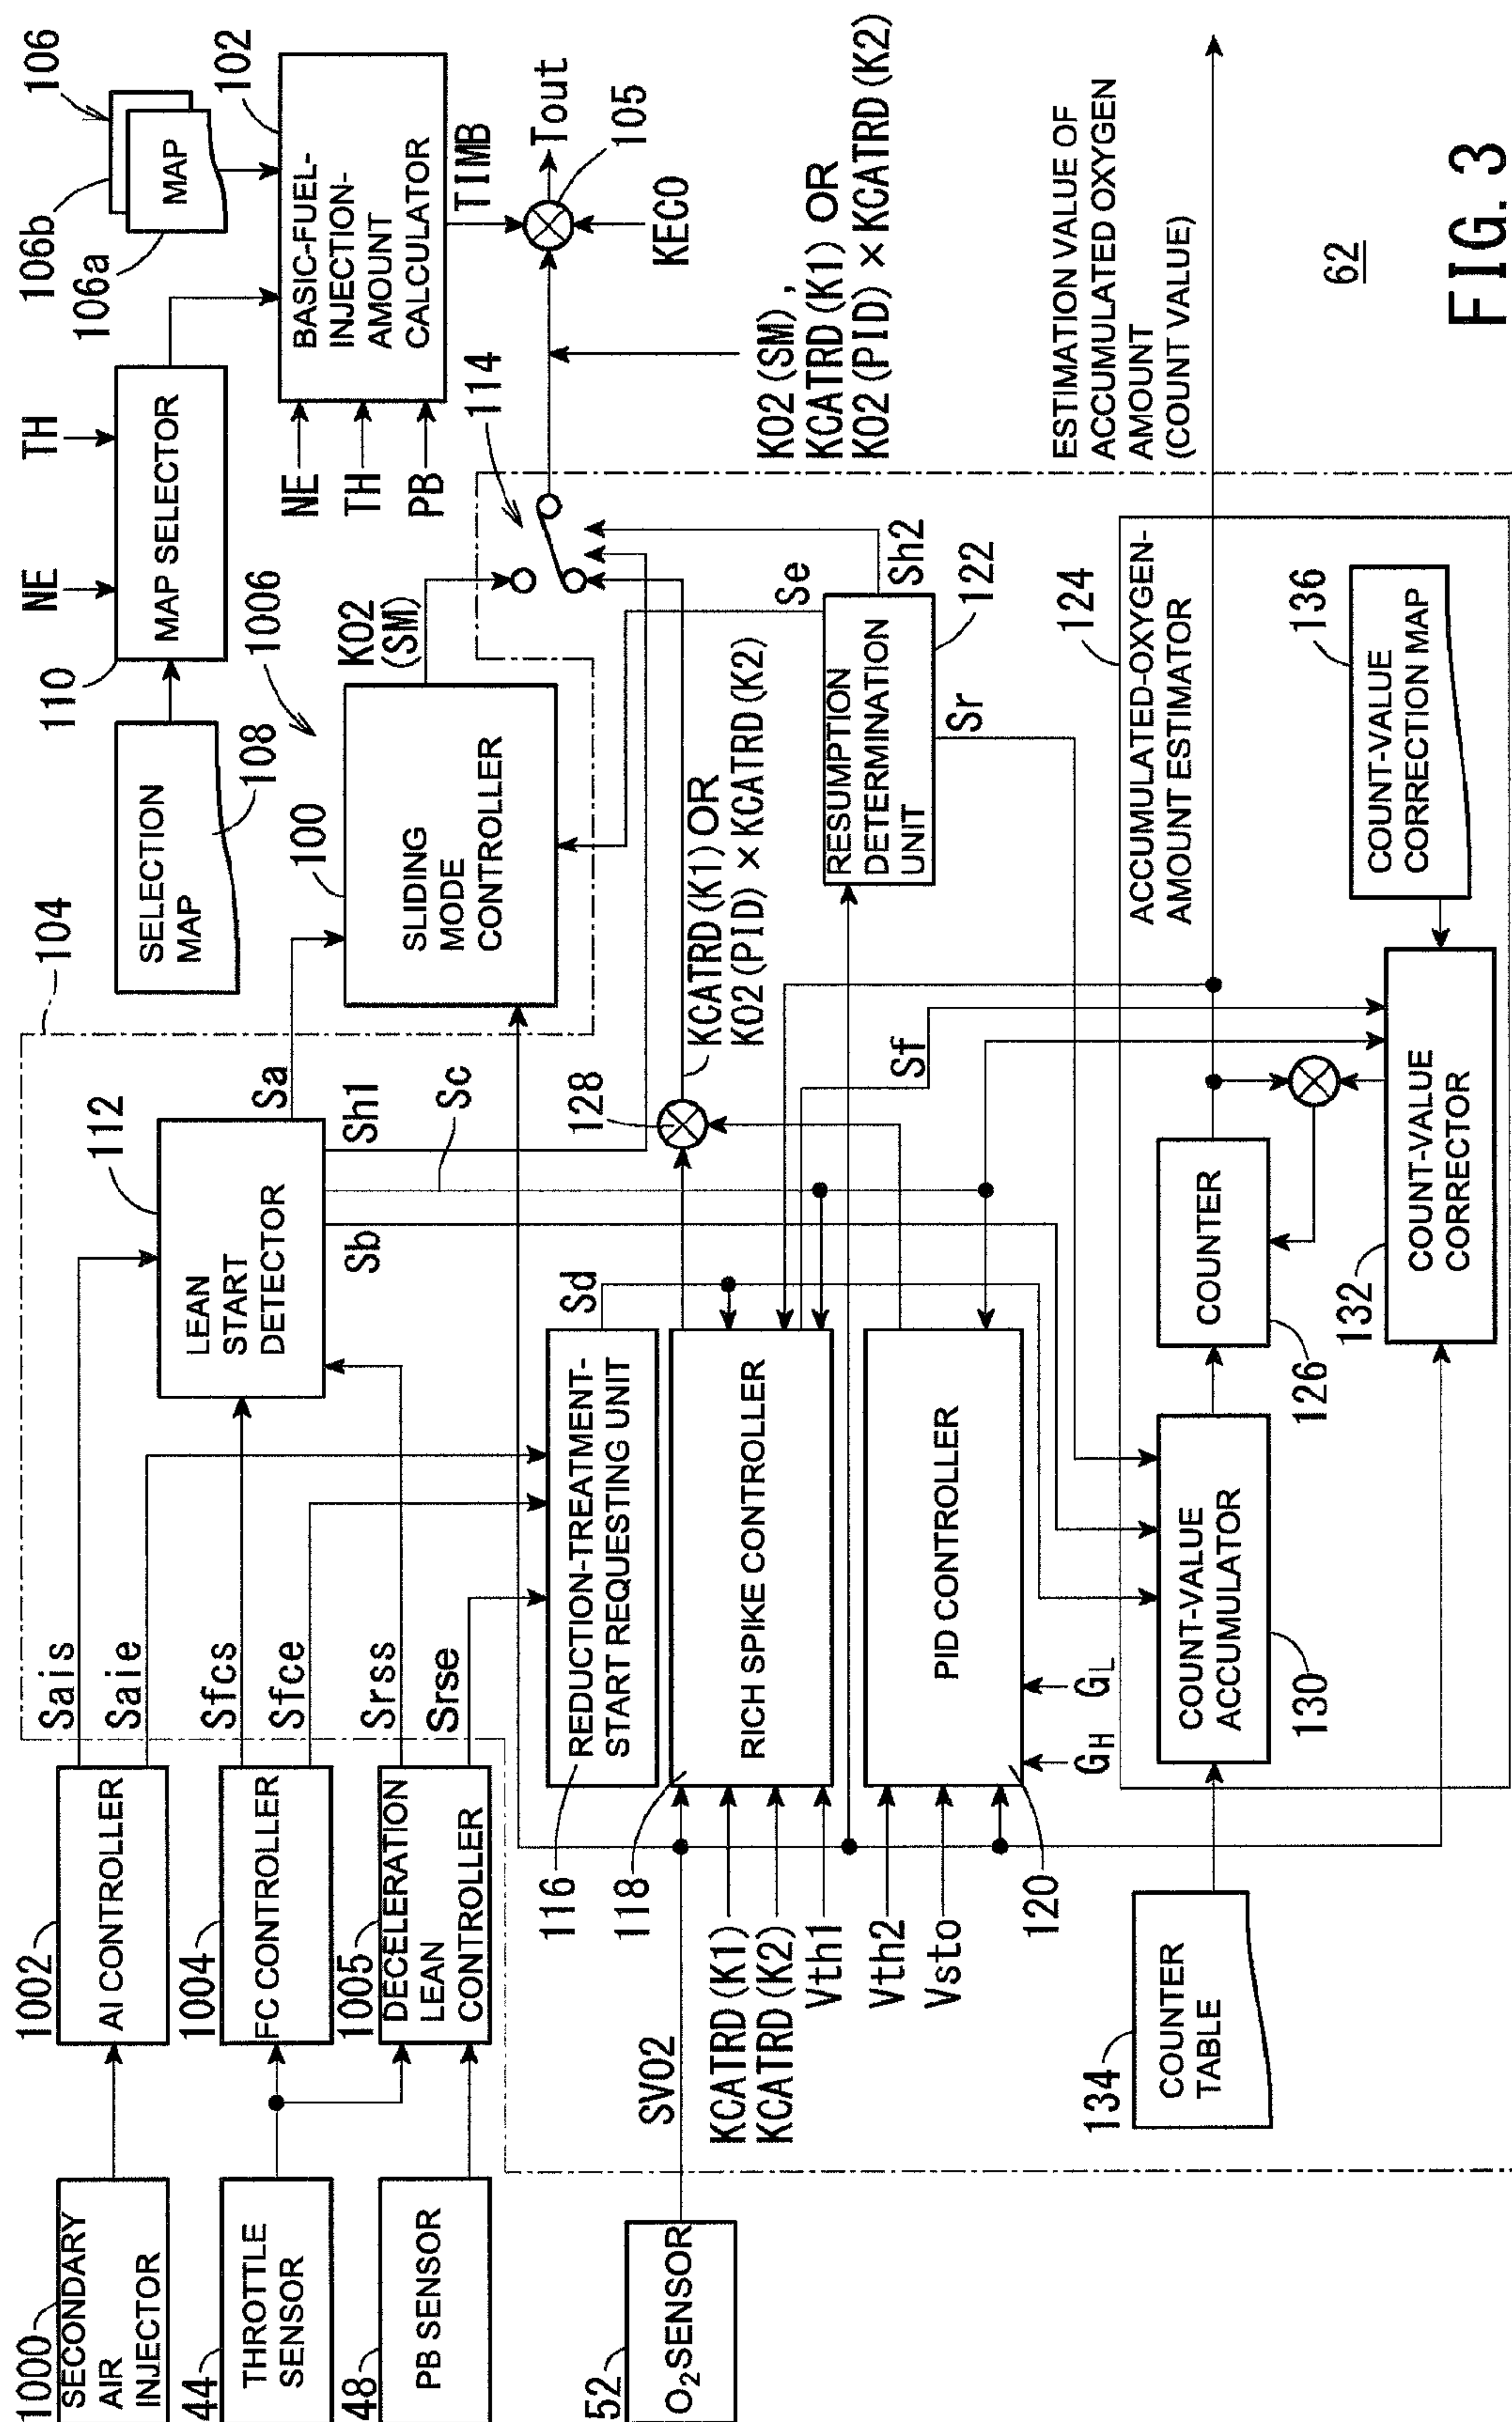 1000
SECONDARY
AIR
INJECTOR
44
THROTTLE
SENSOR
48
PB SENSOR
52
O₂SENSOR
1002
AI CONTROLLER
1004
FC CONTROLLER
1005
DECELERATION
LEAN
CONTROLLER
Sais
Saie
Sfcs
Sfce
Srss
Srse
104
112
LEAN
START
DETECTOR
Sa
Sh1
Sc
Sb
SELECTION
MAP
108
110
MAP SELECTOR
NE
TH
106
106b
106a
MAP
102
BASIC-FUEL-
INJECTION-
AMOUNT
CALCULATOR
NE
TH
PB
TIMB
Tout
105
KECO
1006
100
SLIDING
MODE
CONTROLLER
KO2
(SM)
114
KO2(SM),
KCATRD(K1) OR
KO2(PID)×KCATRD(K2)
116
REDUCTION-TREATMENT-
START REQUESTING UNIT
Sd
118
RICH SPIKE CONTROLLER
SVO2
KCATRD(K1)
KCATRD(K2)
Vth1
Vth2
Vsto
120
PID CONTROLLER
GH
GL
128
KCATRD(K1) OR
KO2(PID)×KCATRD(K2)
Sf
RESUMPTION
DETERMINATION
UNIT
122
Se
Sh2
Sr
124
ACCUMULATED-OXYGEN-
AMOUNT ESTIMATOR
134
COUNTER
TABLE
COUNT-VALUE
ACCUMULATOR
130
COUNTER
126
132
COUNT-VALUE
CORRECTOR
136
COUNT-VALUE
CORRECTION MAP
ESTIMATION VALUE OF
ACCUMULATED OXYGEN
AMOUNT
(COUNT VALUE)
62
FIG. 3